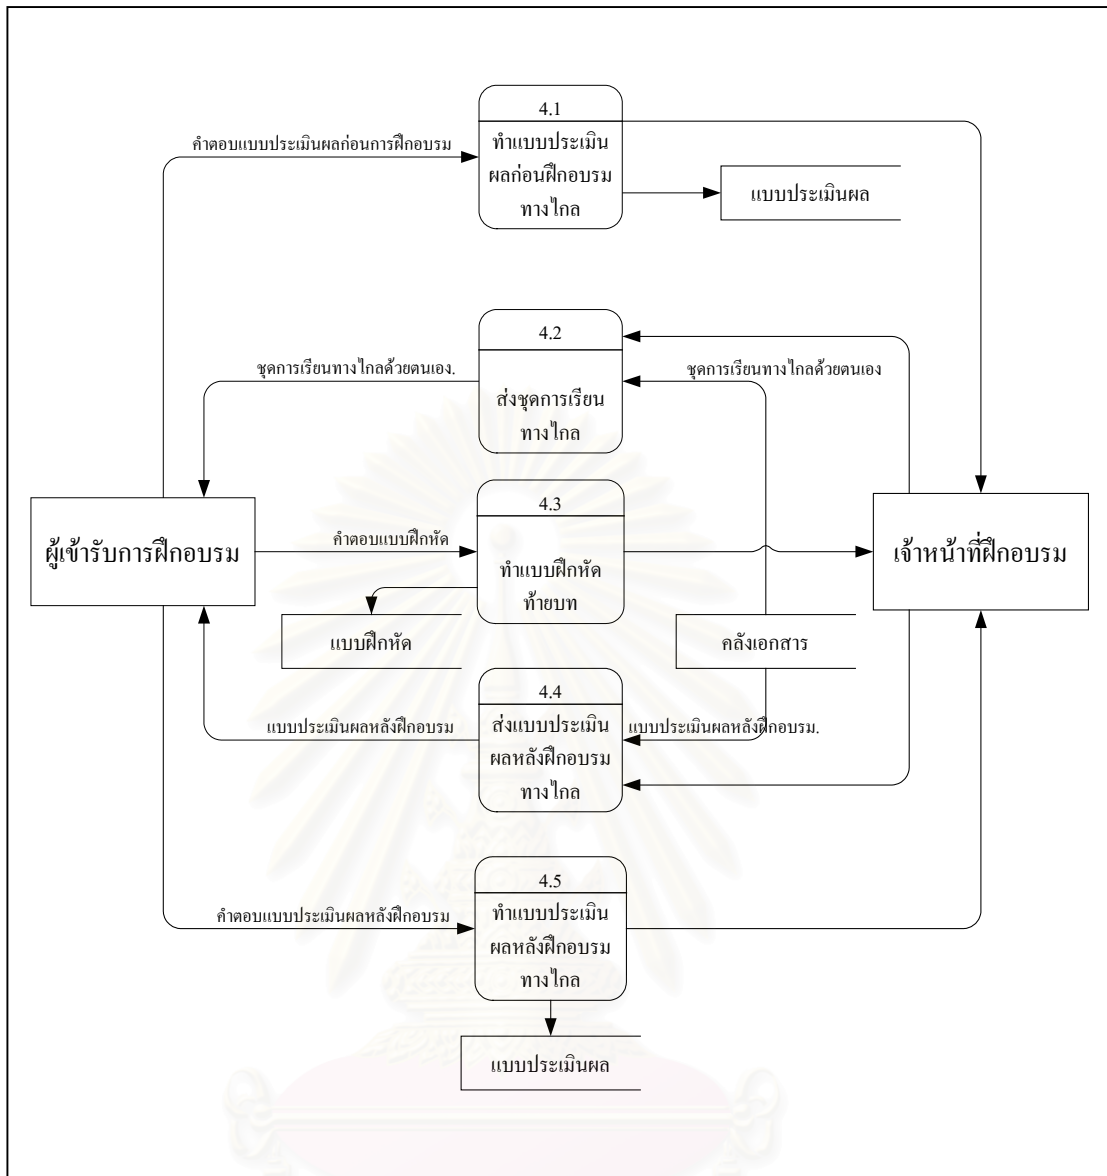 4.1
คำตอบแบบประเมินผลก่อนการฝึกอบรม
ทำแบบประเมิน
ผลก่อนฝึกอบรม
ทางไกล
แบบประเมินผล
4.2
ชุดการเรียนทางไกลด้วยตนเอง.
ชุดการเรียนทางไกลด้วยตนเอง
ส่งชุดการเรียน
ทางไกล
4.3
ผู้เข้ารับการฝึกอบรม
คำตอบแบบฝึกหัด
เจ้าหน้าที่ฝึกอบรม
ทำแบบฝึกหัด
ท้ายบท
แบบฝึกหัด
คลังเอกสาร
4.4
แบบประเมินผลหลังฝึกอบรม
ส่งแบบประเมิน
ผลหลังฝึกอบรม
ทางไกล
แบบประเมินผลหลังฝึกอบรม.
4.5
คำตอบแบบประเมินผลหลังฝึกอบรม
ทำแบบประเมิน
ผลหลังฝึกอบรม
ทางไกล
แบบประเมินผล